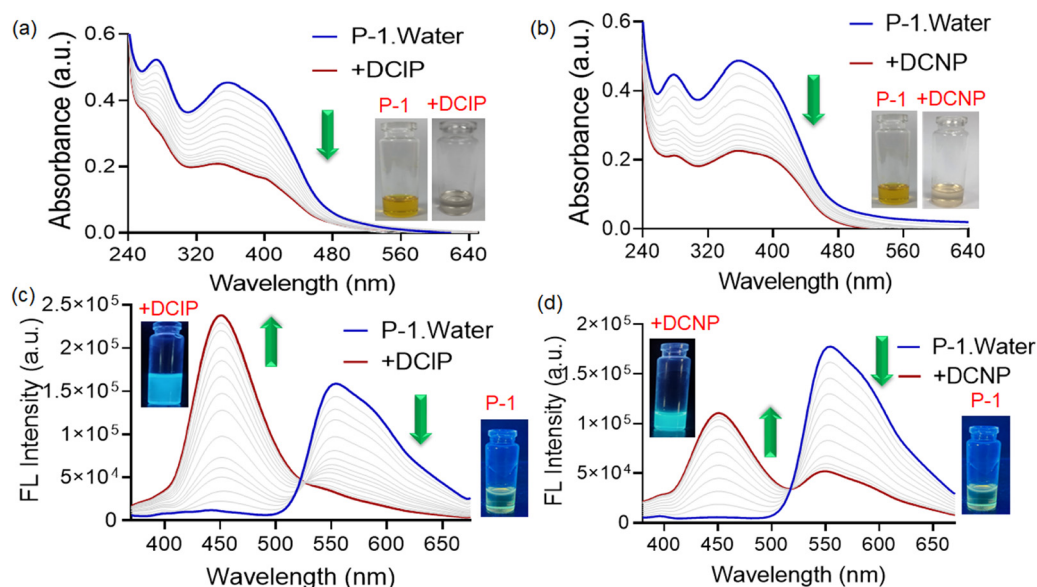 (a)
0.6
0.4
0.2
0.0
Absorbance (a.u.)
P-1.Water
+DCIP
P-1 +DCIP
240 320 400 480 560 640
Wavelength (nm)
(b)
0.6
0.4
0.2
0.0
Absorbance (a.u.)
P-1.Water
+DCNP
P-1 +DCNP
240 320 400 480 560 640
Wavelength (nm)
(c)
2.5×10⁵
2×10⁵
1.5×10⁵
1×10⁵
5×10⁴
0
FL Intensity (a.u.)
+DCIP
P-1.Water
+DCIP
P-1
400 450 500 550 600 650
Wavelength (nm)
(d)
2×10⁵
1.5×10⁵
1×10⁵
5×10⁴
0
FL Intensity (a.u.)
+DCNP
P-1.Water
+DCNP
P-1
400 450 500 550 600 650
Wavelength (nm)